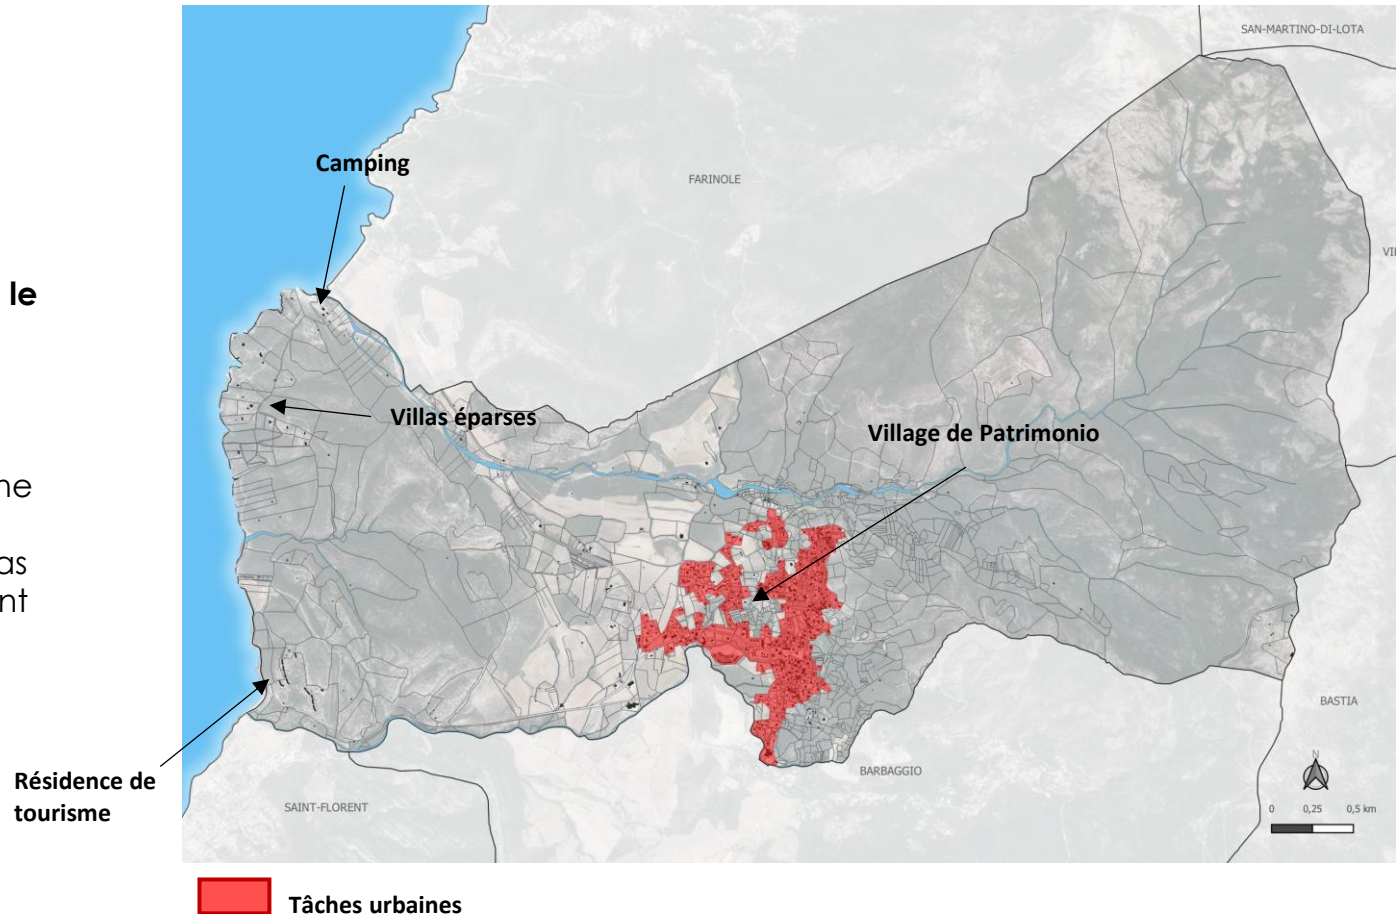 SAN-MARTINO-DI-LOTA
Camping
FARINOLE
le
Villas éparses
Village de Patrimonio
ne
as
nt
BASTIA
Résidence de
tourisme
BARBAGGIO
SAINT-FLORENT
N
0 0,25 0,5 km
Tâches urbaines